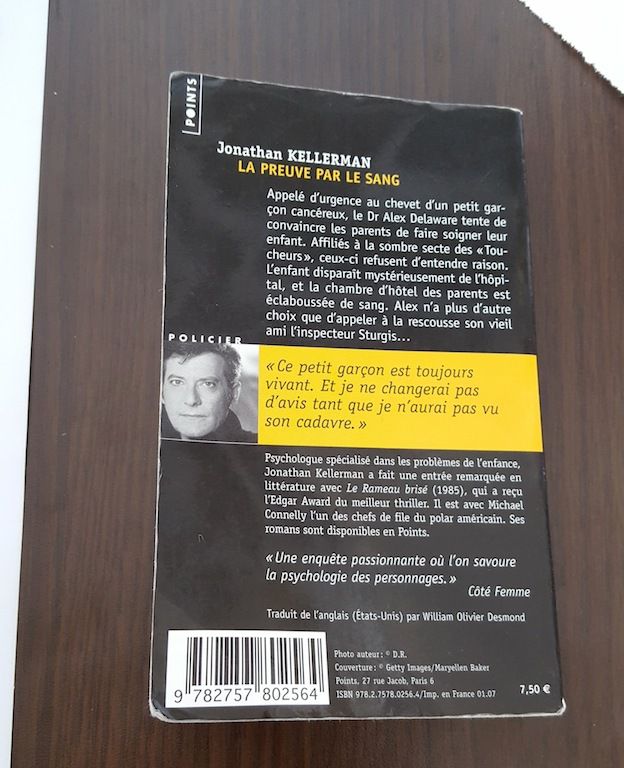 POINTS
Jonathan KELLERMAN
LA PREUVE PAR LE SANG
Appelé d'urgence au chevet d'un petit gar-
çon cancéreux, le Dr Alex Delaware tente de
convaincre les parents de faire soigner leur
enfant. Affiliés à la sombre secte des «Tou-
cheurs», ceux-ci refusent d'entendre raison.
L'enfant disparaît mystérieusement de l'hôpi-
tal, et la chambre d'hôtel des parents est
éclaboussée de sang. Alex n'a plus d'autre
choix que d'appeler à la rescousse son vieil
ami l'inspecteur Sturgis...
POLICIER
«Ce petit garçon est toujours
vivant. Et je ne changerai pas
d'avis tant que je n'aurai pas vu
son cadavre.»
Psychologue spécialisé dans les problèmes de l'enfance,
Jonathan Kellerman a fait une entrée remarquée en
littérature avec Le Rameau brisé (1985), qui a reçu
l'Edgar Award du meilleur thriller. Il est avec Michael
Connelly l'un des chefs de file du polar américain. Ses
romans sont disponibles en Points.
«Une enquête passionnante où l'on savoure
la psychologie des personnages.»
Côté Femme
Traduit de l'anglais (États-Unis) par William Olivier Desmond
9 782757 802564
Photo auteur: © D.R.
Couverture: © Getty Images/Maryellen Baker
Points, 27 rue Jacob, Paris 6
ISBN 978.2.7578.0256.4/Imp. en France 01.07
7,50 €